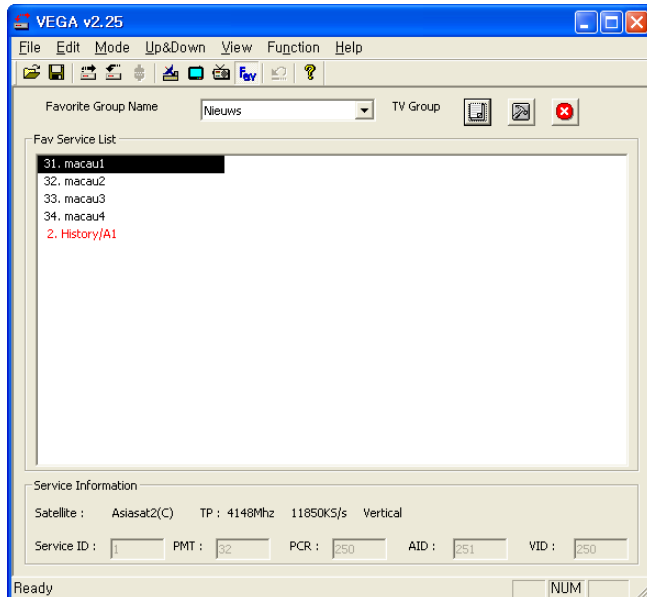 VEGA v2.25
File Edit Mode Up&Down View Function Help
Fav
Favorite Group Name Nieuws TV Group
Fav Service List
31. macau1
32. macau2
33. macau3
34. macau4
2. History/A1
Service Information
Satellite : Asiasat2(C) TP : 4148Mhz 11850KS/s Vertical
Service ID : 1 PMT : 32 PCR : 250 AID : 251 VID : 250
Ready NUM